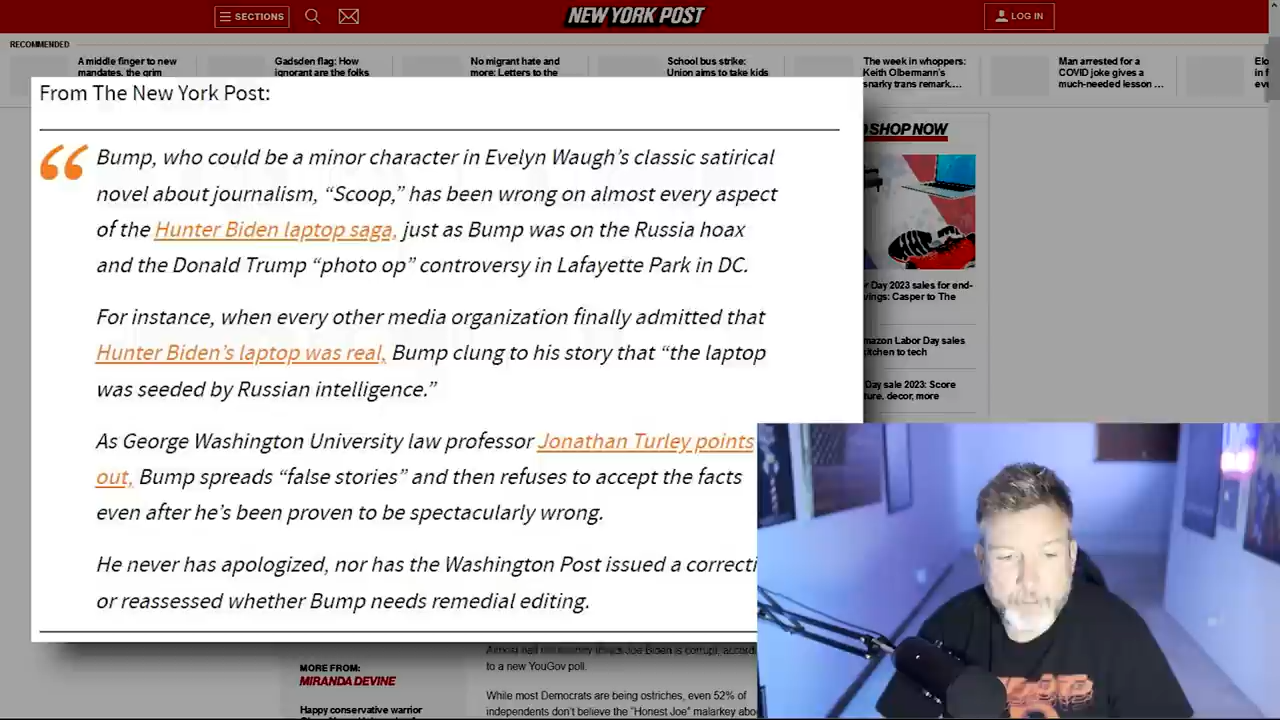 SECTIONS
NEW YORK POST
LOG IN
RECOMMENDED
A middle finger to new
mandates, the grim
Gadsden flag: How
ignorant are the folks
No migrant hate and
more: Letters to the
School bus strike:
Union aims to take kids
The week in whoppers:
Keith Olbermann's
snarky trans remark,...
Man arrested for a
COVID joke gives a
much-needed lesson ...
From The New York Post:
“Bump, who could be a minor character in Evelyn Waugh’s classic satirical
novel about journalism, “Scoop,” has been wrong on almost every aspect
of the Hunter Biden laptop saga, just as Bump was on the Russia hoax
and the Donald Trump “photo op” controversy in Lafayette Park in DC.
For instance, when every other media organization finally admitted that
Hunter Biden’s laptop was real, Bump clung to his story that “the laptop
was seeded by Russian intelligence.”
As George Washington University law professor Jonathan Turley points
out, Bump spreads “false stories” and then refuses to accept the facts
even after he’s been proven to be spectacularly wrong.
He never has apologized, nor has the Washington Post issued a correcti
or reassessed whether Bump needs remedial editing.
SHOP NOW
Day 2023 sales for end-
Casper to The
Labor Day sales
kitchen to tech
Day sale 2023: Score
decor, more
MORE FROM:
MIRANDA DEVINE
Happy conservative warrior
Joe Biden is corrupt,
to a new YouGov poll.
While most Democrats are being ostriches, even 52% of
independents don't believe the "Honest Joe" malarkey